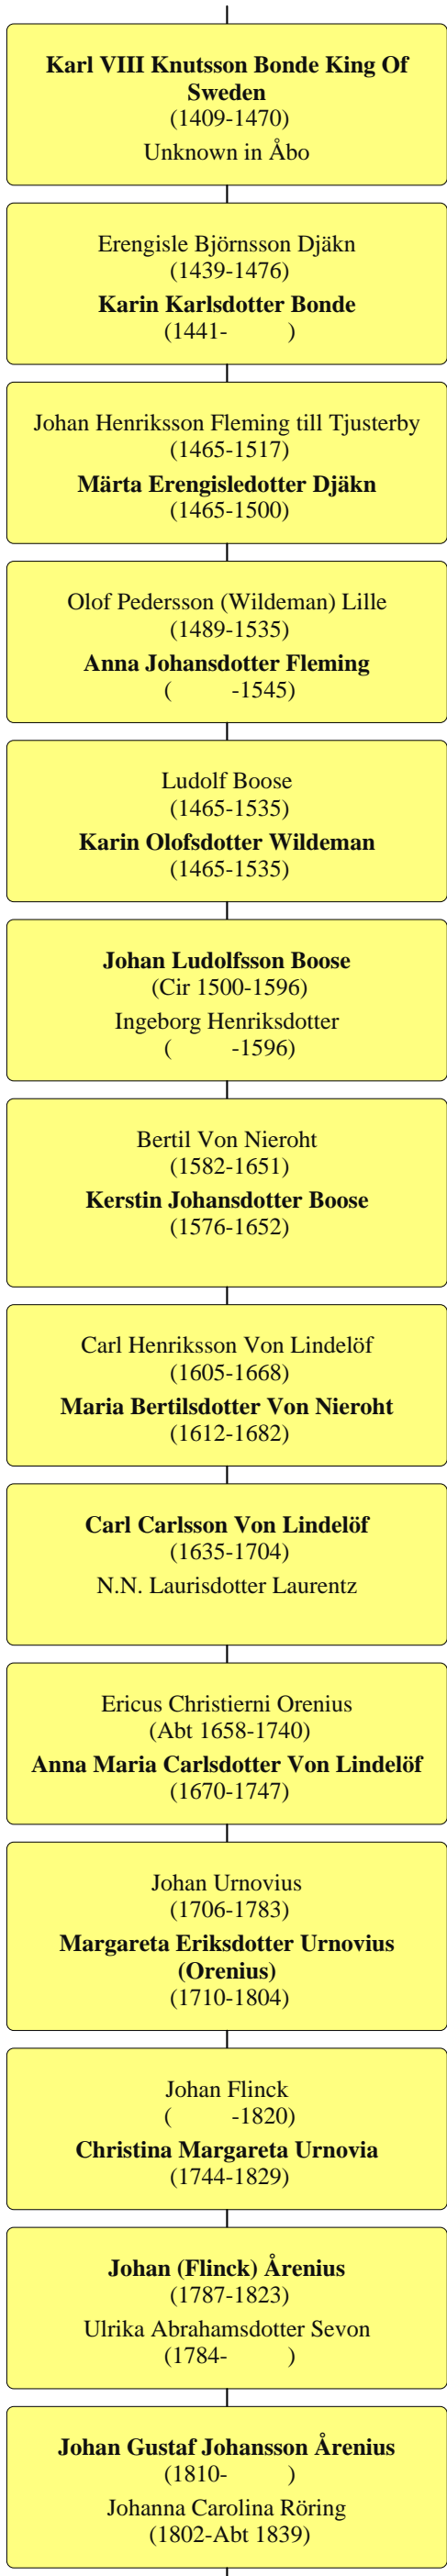 Karl VIII Knutsson Bonde King Of
Sweden
(1409-1470)
Unknown in Åbo
Erengisle Björnsson Djäkn
(1439-1476)
Karin Karlsdotter Bonde
(1441- )
Johan Henriksson Fleming till Tjusterby
(1465-1517)
Märta Erengisledotter Djäkn
(1465-1500)
Olof Pedersson (Wildeman) Lille
(1489-1535)
Anna Johansdotter Fleming
( -1545)
Ludolf Boose
(1465-1535)
Karin Olofsdotter Wildeman
(1465-1535)
Johan Ludolfsson Boose
(Cir 1500-1596)
Ingeborg Henriksdotter
( -1596)
Bertil Von Nieroht
(1582-1651)
Kerstin Johansdotter Boose
(1576-1652)
Carl Henriksson Von Lindelöf
(1605-1668)
Maria Bertilsdotter Von Nieroht
(1612-1682)
Carl Carlsson Von Lindelöf
(1635-1704)
N.N. Laurisdotter Laurentz
Ericus Christierni Orenius
(Abt 1658-1740)
Anna Maria Carlsdotter Von Lindelöf
(1670-1747)
Johan Urnovius
(1706-1783)
Margareta Eriksdotter Urnovius
(Orenius)
(1710-1804)
Johan Flinck
( -1820)
Christina Margareta Urnovia
(1744-1829)
Johan (Flinck) Årenius
(1787-1823)
Ulrika Abrahamsdotter Sevon
(1784- )
Johan Gustaf Johansson Årenius
(1810- )
Johanna Carolina Röring
(1802-Abt 1839)